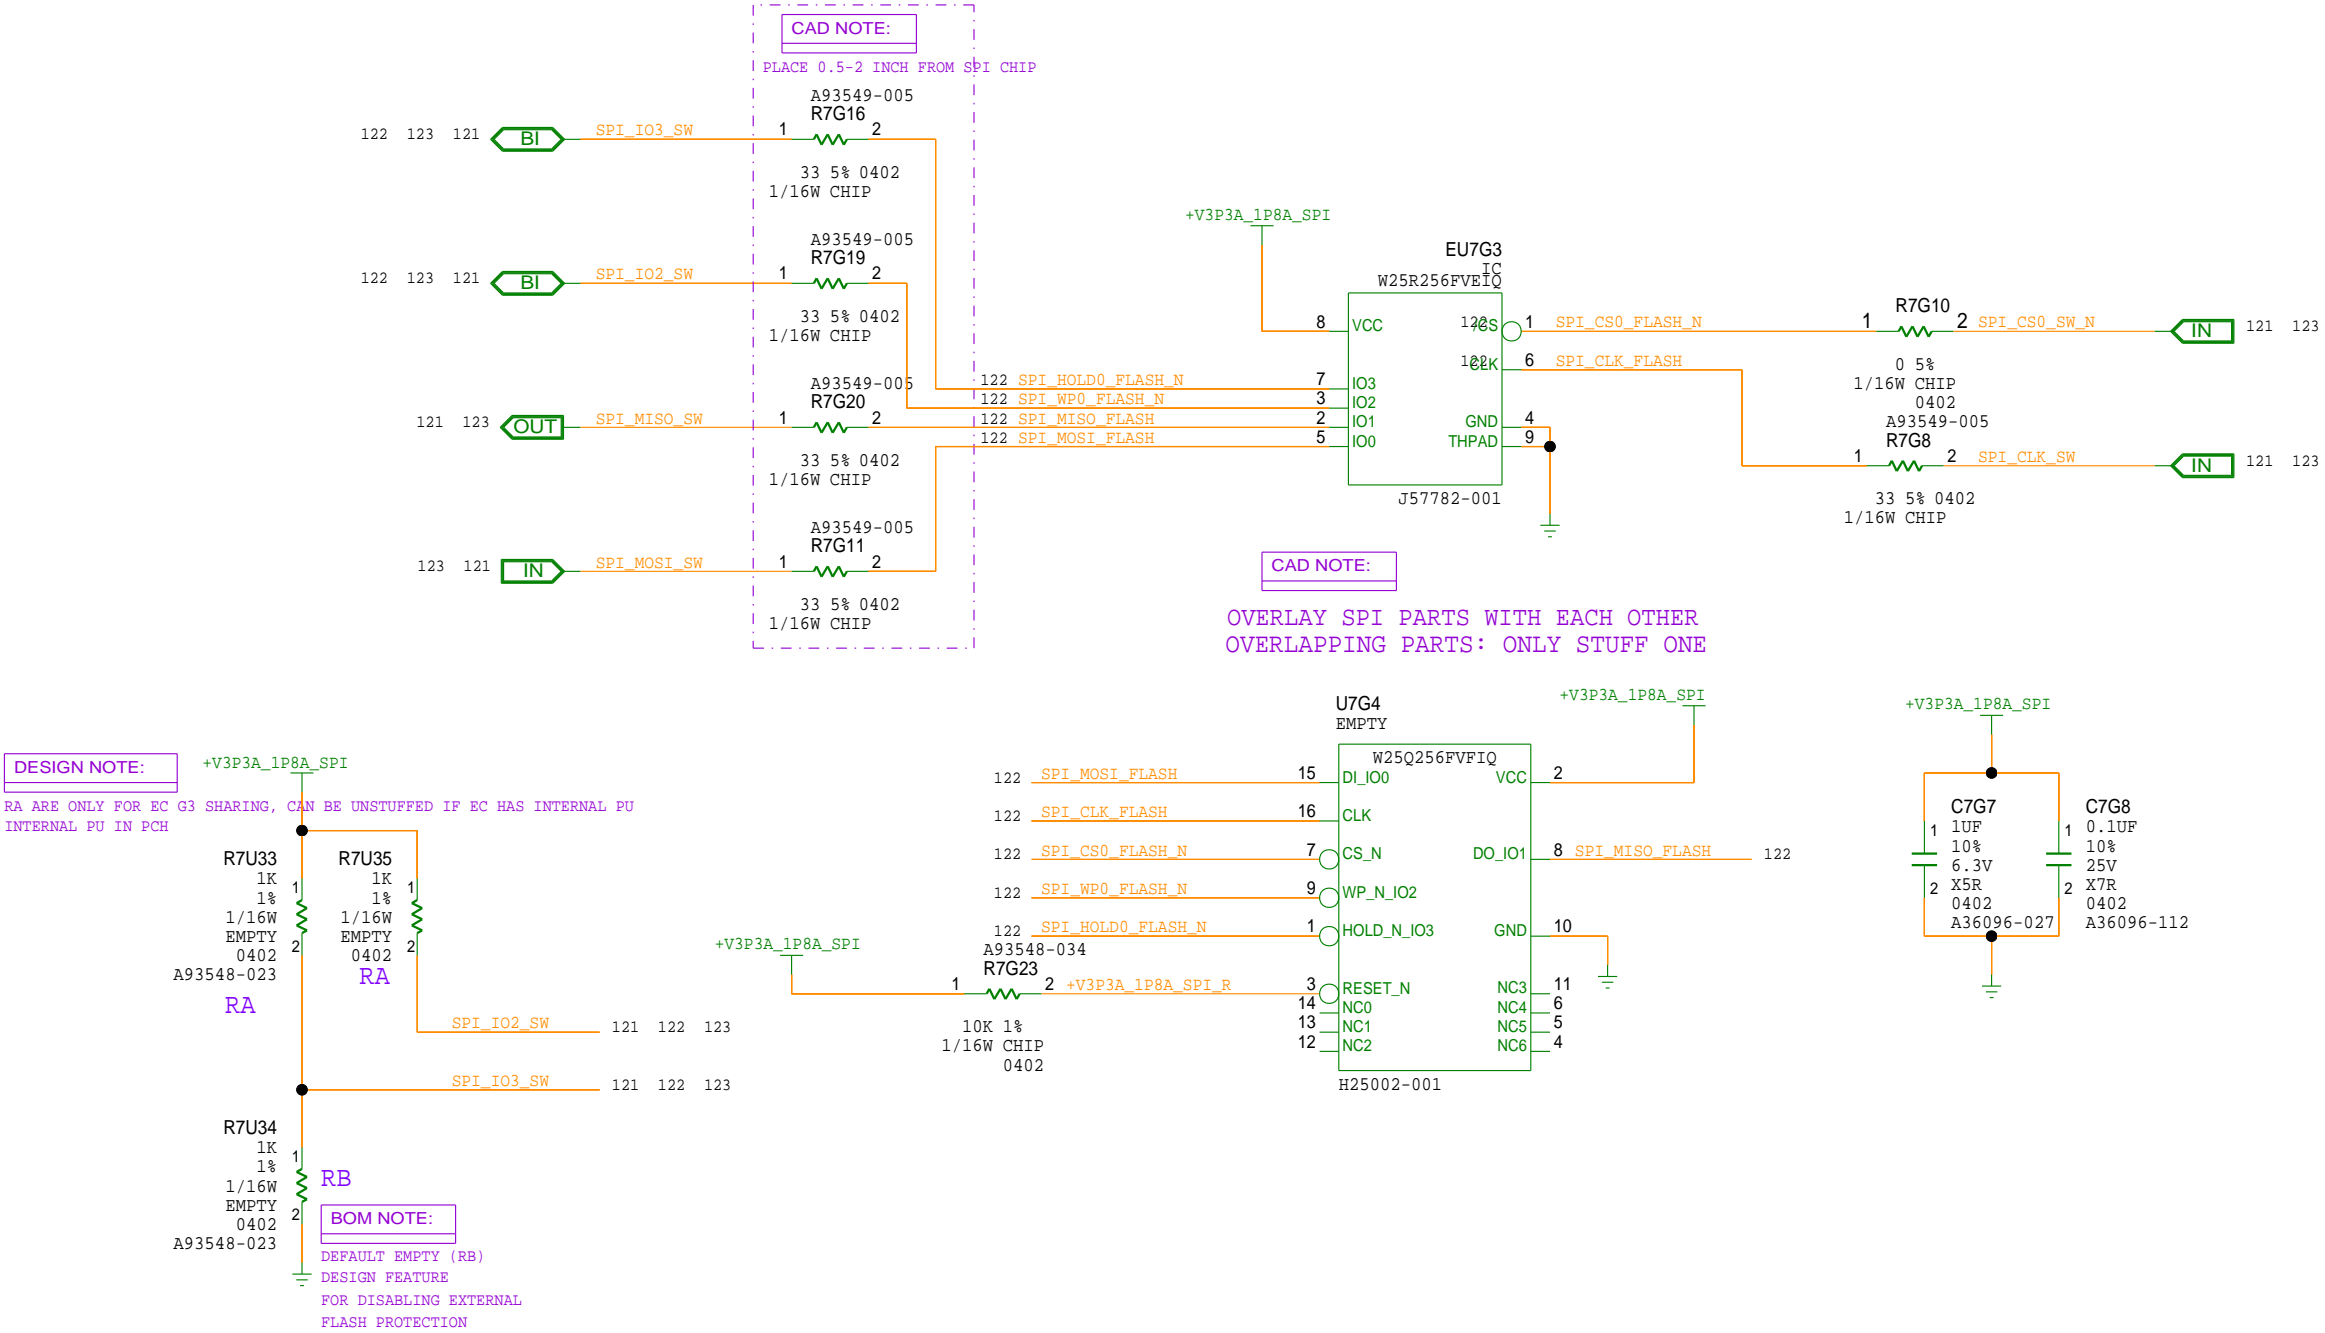 CAD NOTE:
PLACE 0.5-2 INCH FROM SPI CHIP
A93549-005
R7G16
122 123 121 BI SPI_IO3_SW 1 2
33 5% 0402
1/16W CHIP
A93549-005
R7G19
122 123 121 BI SPI_IO2_SW 1 2
33 5% 0402
1/16W CHIP
A93549-005
R7G20
121 123 OUT SPI_MISO_SW 1 2
33 5% 0402
1/16W CHIP
A93549-005
R7G11
123 121 IN SPI_MOSI_SW 1 2
33 5% 0402
1/16W CHIP
122 SPI_HOLD0_FLASH_N 7 IO3
122 SPI_WP0_FLASH_N 3 IO2
122 SPI_MISO_FLASH 2 IO1
122 SPI_MOSI_FLASH 5 IO0
+V3P3A_1P8A_SPI
EU7G3
IC
W25R256FVEIQ
8 VCC
122 /CS 1 SPI_CS0_FLASH_N
122 CLK 6 SPI_CLK_FLASH
GND 4
THPAD 9
J57782-001
R7G10
1 2 SPI_CS0_SW_N IN 121 123
0 5%
1/16W CHIP
0402
A93549-005
R7G8
1 2 SPI_CLK_SW IN 121 123
33 5% 0402
1/16W CHIP
CAD NOTE:
OVERLAY SPI PARTS WITH EACH OTHER
OVERLAPPING PARTS: ONLY STUFF ONE
DESIGN NOTE:
+V3P3A_1P8A_SPI
RA ARE ONLY FOR EC G3 SHARING, CAN BE UNSTUFFED IF EC HAS INTERNAL PU
INTERNAL PU IN PCH
R7U33
1K
1%
1/16W
EMPTY
0402
A93548-023
1
2
RA
R7U35
1K
1%
1/16W
EMPTY
0402
1
2
RA
SPI_IO2_SW 121 122 123
SPI_IO3_SW 121 122 123
R7U34
1K
1%
1/16W
EMPTY
0402
A93548-023
1
2
RB
BOM NOTE:
DEFAULT EMPTY (RB)
DESIGN FEATURE
FOR DISABLING EXTERNAL
FLASH PROTECTION
U7G4
EMPTY
W25Q256FVFIQ
122 SPI_MOSI_FLASH 15 DI_IO0
122 SPI_CLK_FLASH 16 CLK
122 SPI_CS0_FLASH_N 7 CS_N
122 SPI_WP0_FLASH_N 9 WP_N_IO2
122 SPI_HOLD0_FLASH_N 1 HOLD_N_IO3
+V3P3A_1P8A_SPI
A93548-034
R7G23
1 2 +V3P3A_1P8A_SPI_R 3 RESET_N
10K 1%
1/16W CHIP
0402
14 NC0
13 NC1
12 NC2
+V3P3A_1P8A_SPI
VCC 2
DO_IO1 8 SPI_MISO_FLASH 122
GND 10
NC3 11
NC4 6
NC5 5
NC6 4
H25002-001
+V3P3A_1P8A_SPI
C7G7
1UF
10%
6.3V
X5R
0402
A36096-027
1
2
C7G8
0.1UF
10%
25V
X7R
0402
A36096-112
1
2